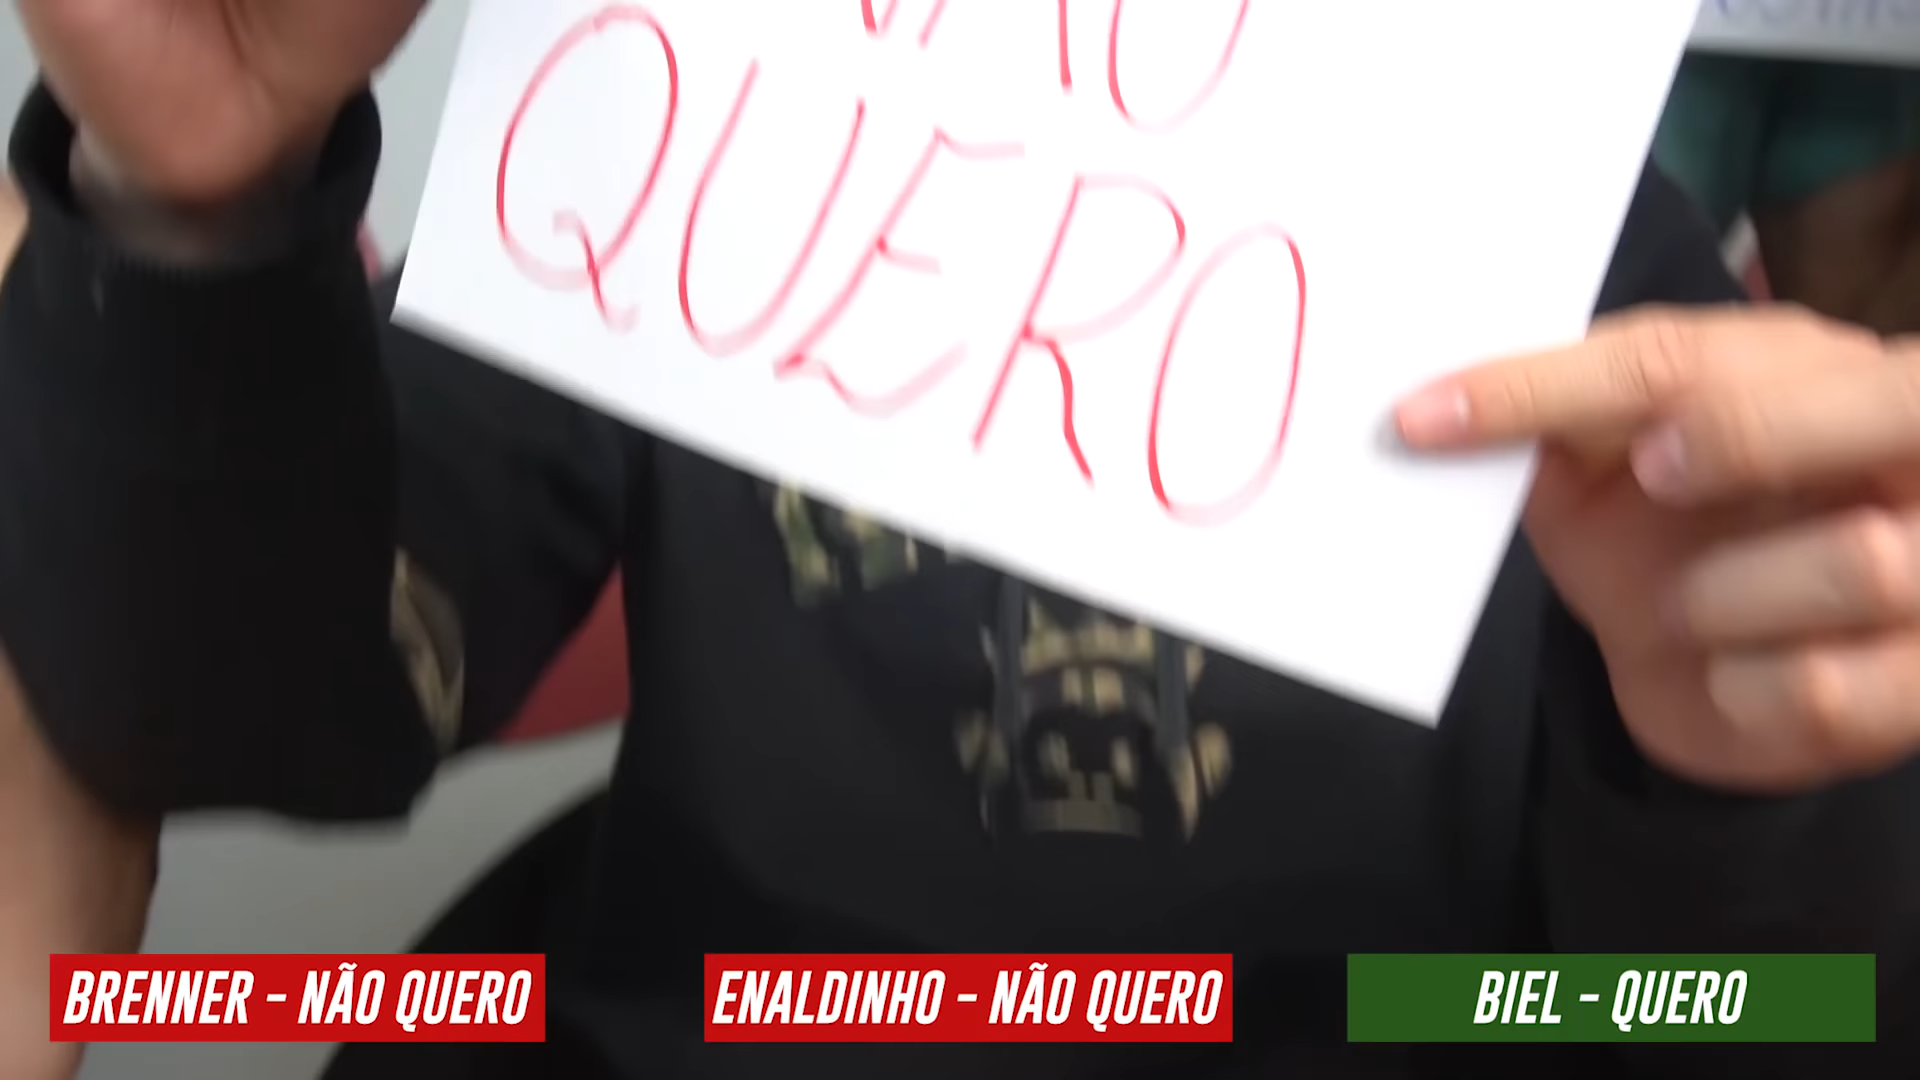 QUERO
BRENNER - NÃO QUERO
ENALDINHO - NÃO QUERO
BIEL - QUERO